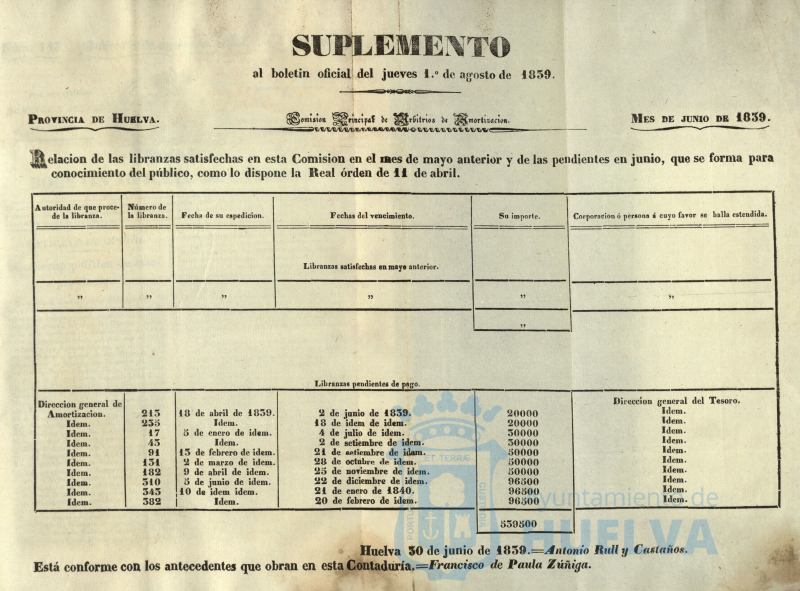 SUPLEMENTO
al boletin oficial del jueves 1.º de agosto de 1839.
PROVINCIA DE HUELVA.
Comision Principal de Arbitrios de Amortizacion.
MES DE JUNIO DE 1839.
Relacion de las libranzas satisfechas en esta Comision en el mes de mayo anterior y de las pendientes en junio, que se forma para
conocimiento del público, como lo dispone la Real órden de 11 de abril.
Autoridad de que proce-
de la libranza.
Número de
la libranza.
Fecha de su espedicion.
Fechas del vencimiento.
Su importe.
Corporacion ó persona á cuyo favor se halla estendida.
Libranzas satisfechas en mayo anterior.
,, ,, ,, ,, ,, ,,
,,
Libranzas pendientes de pago.
Direccion general de
Direccion general del Tesoro.
Amortizacion. 213 18 de abril de 1839. 2 de junio de 1839. 20000 Idem.
Idem. 235 Idem. 18 de idem de idem. 20000 Idem.
Idem. 17 5 de enero de idem. 4 de julio de idem. 30000 Idem.
Idem. 43 Idem. 2 de setiembre de idem. 30000 Idem.
Idem. 91 13 de febrero de idem. 21 de setiembre de idem. 50000 Idem.
Idem. 131 2 de marzo de idem. 28 de octubre de idem. 50000 Idem.
Idem. 182 9 de abril de idem. 25 de noviembre de idem. 50000 Idem.
Idem. 310 5 de junio de idem. 22 de diciembre de idem. 96500 Idem.
Idem. 343 10 de idem idem. 21 de enero de 1840. 96500 Idem.
Idem. 382 Idem. 20 de febrero de idem. 96500 Idem.
539500
Huelva 30 de junio de 1839.=Antonio Rull y Castaños.
Está conforme con los antecedentes que obran en esta Contaduría.=Francisco de Paula Zúñiga.
Ayuntamiento de
HUELVA